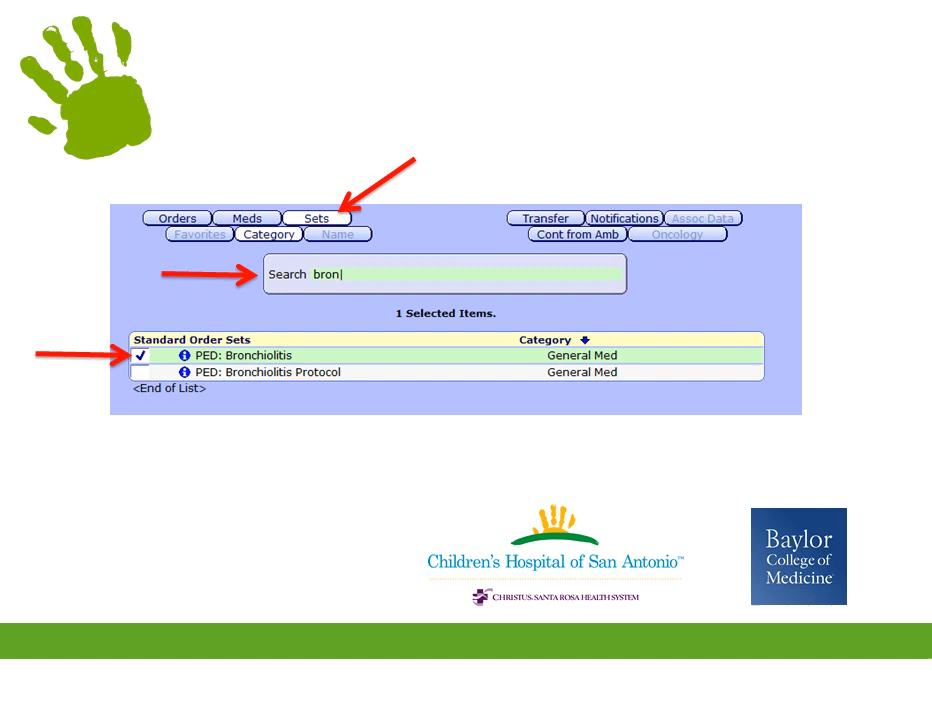 Orders Meds Sets Transfer Notifications Assoc Data
Favorites Category Name Cont from Amb Oncology
Search bron
1 Selected Items.
Standard Order Sets Category
PED: Bronchiolitis General Med
PED: Bronchiolitis Protocol General Med
<End of List>
Children's Hospital of San Antonio™
CHRISTUS. SANTA ROSA HEALTH SYSTEM
Baylor
College of
Medicine